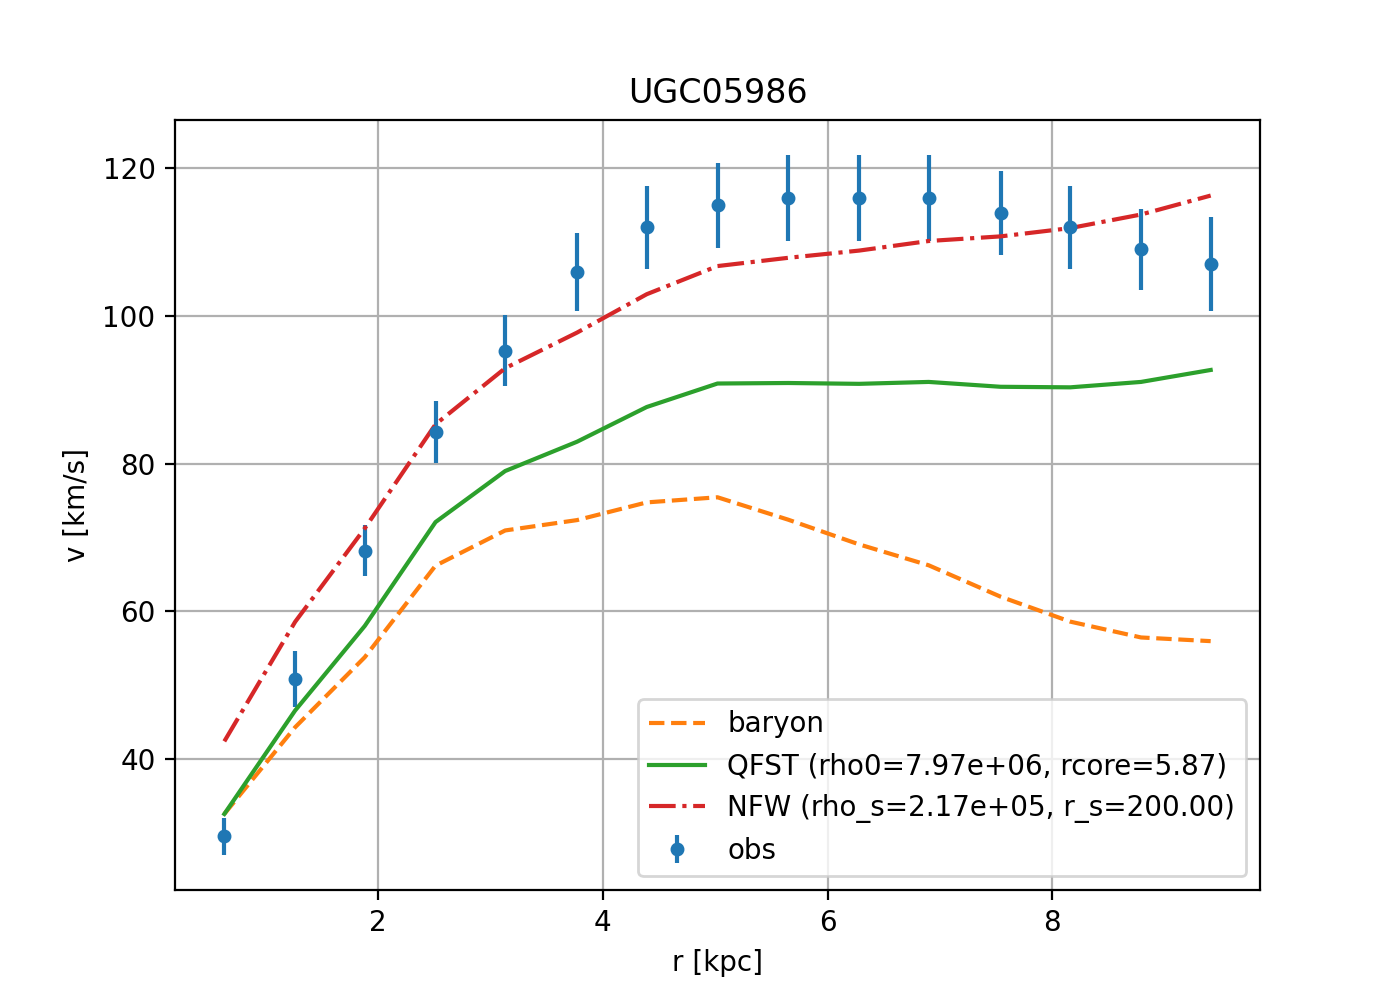 UGC05986
120
100
80
60
40
v [km/s]
baryon
QFST (rho0=7.97e+06, rcore=5.87)
NFW (rho_s=2.17e+05, r_s=200.00)
obs
2 4 6 8
r [kpc]